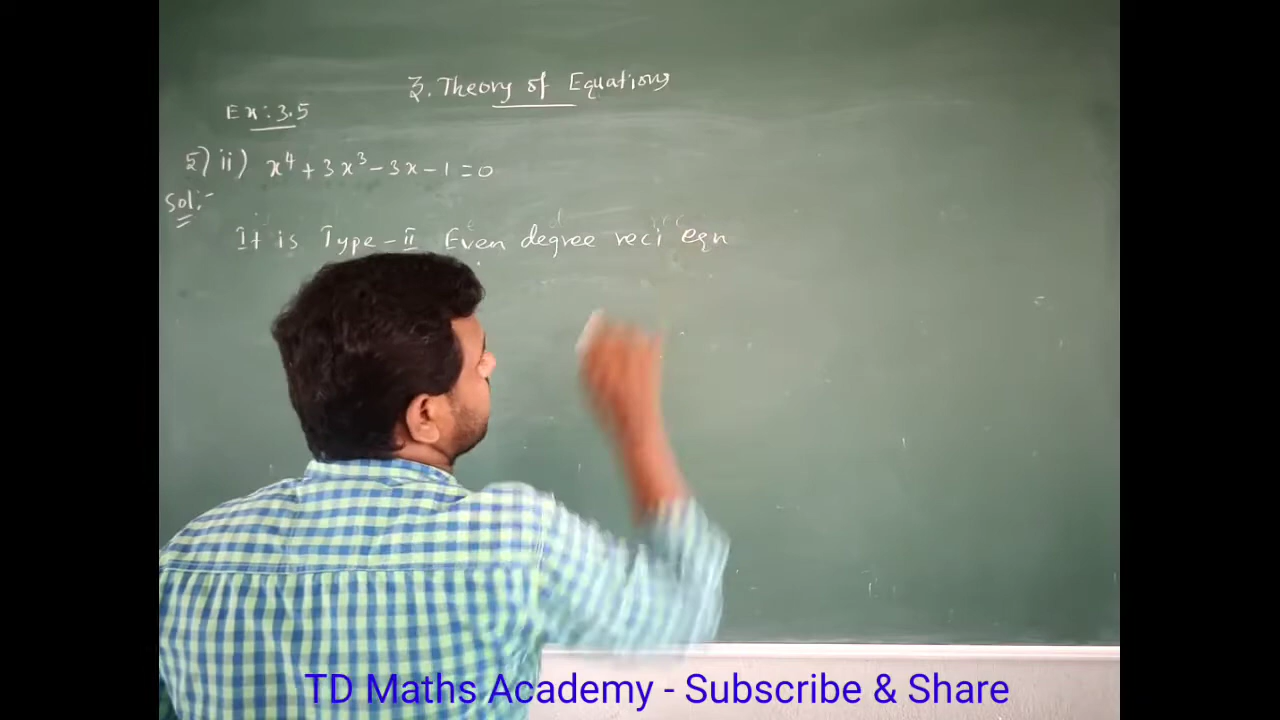 3. Theory of Equations
Ex: 3.5
5) ii) x⁴ + 3x³ - 3x - 1 = 0
Sol:-
It is Type - II Even degree reci eqn
TD Maths Academy - Subscribe & Share